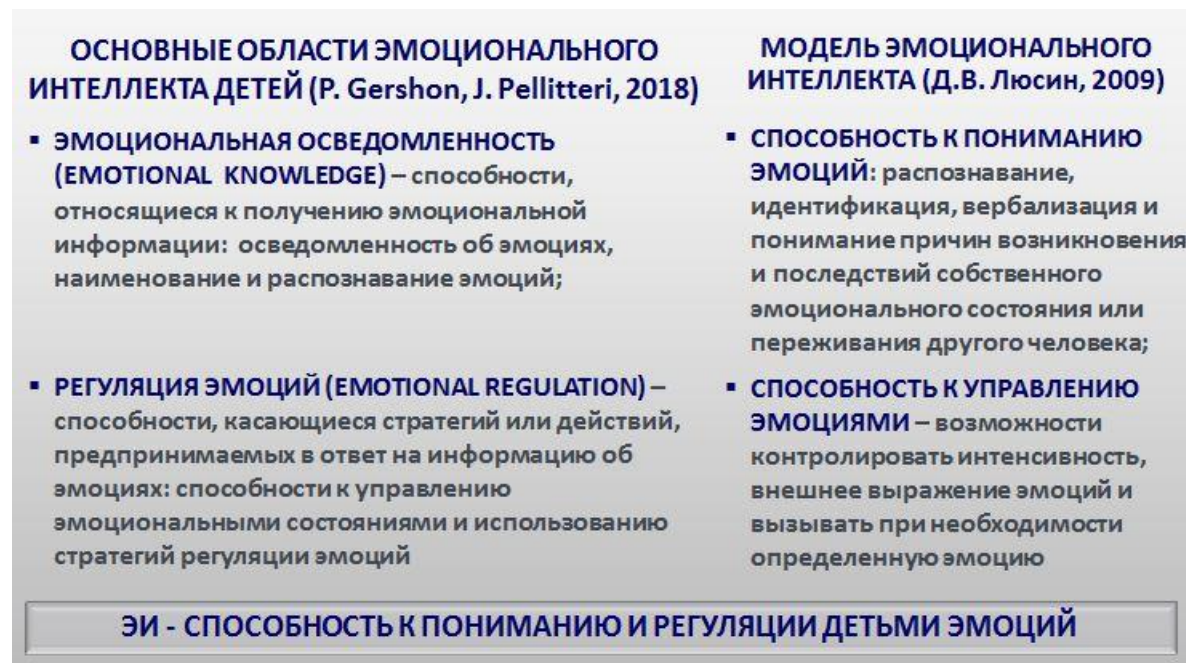 ОСНОВНЫЕ ОБЛАСТИ ЭМОЦИОНАЛЬНОГО
ИНТЕЛЛЕКТА ДЕТЕЙ (P. Gershon, J. Pellitteri, 2018)
▪ ЭМОЦИОНАЛЬНАЯ ОСВЕДОМЛЕННОСТЬ
(EMOTIONAL KNOWLEDGE) – способности,
относящиеся к получению эмоциональной
информации: осведомленность об эмоциях,
наименование и распознавание эмоций;
▪ РЕГУЛЯЦИЯ ЭМОЦИЙ (EMOTIONAL REGULATION) –
способности, касающиеся стратегий или действий,
предпринимаемых в ответ на информацию об
эмоциях: способности к управлению
эмоциональными состояниями и использованию
стратегий регуляции эмоций
МОДЕЛЬ ЭМОЦИОНАЛЬНОГО
ИНТЕЛЛЕКТА (Д.В. Люсин, 2009)
▪ СПОСОБНОСТЬ К ПОНИМАНИЮ
ЭМОЦИЙ: распознавание,
идентификация, вербализация и
понимание причин возникновения
и последствий собственного
эмоционального состояния или
переживания другого человека;
▪ СПОСОБНОСТЬ К УПРАВЛЕНИЮ
ЭМОЦИЯМИ – возможности
контролировать интенсивность,
внешнее выражение эмоций и
вызывать при необходимости
определенную эмоцию
ЭИ - СПОСОБНОСТЬ К ПОНИМАНИЮ И РЕГУЛЯЦИИ ДЕТЬМИ ЭМОЦИЙ